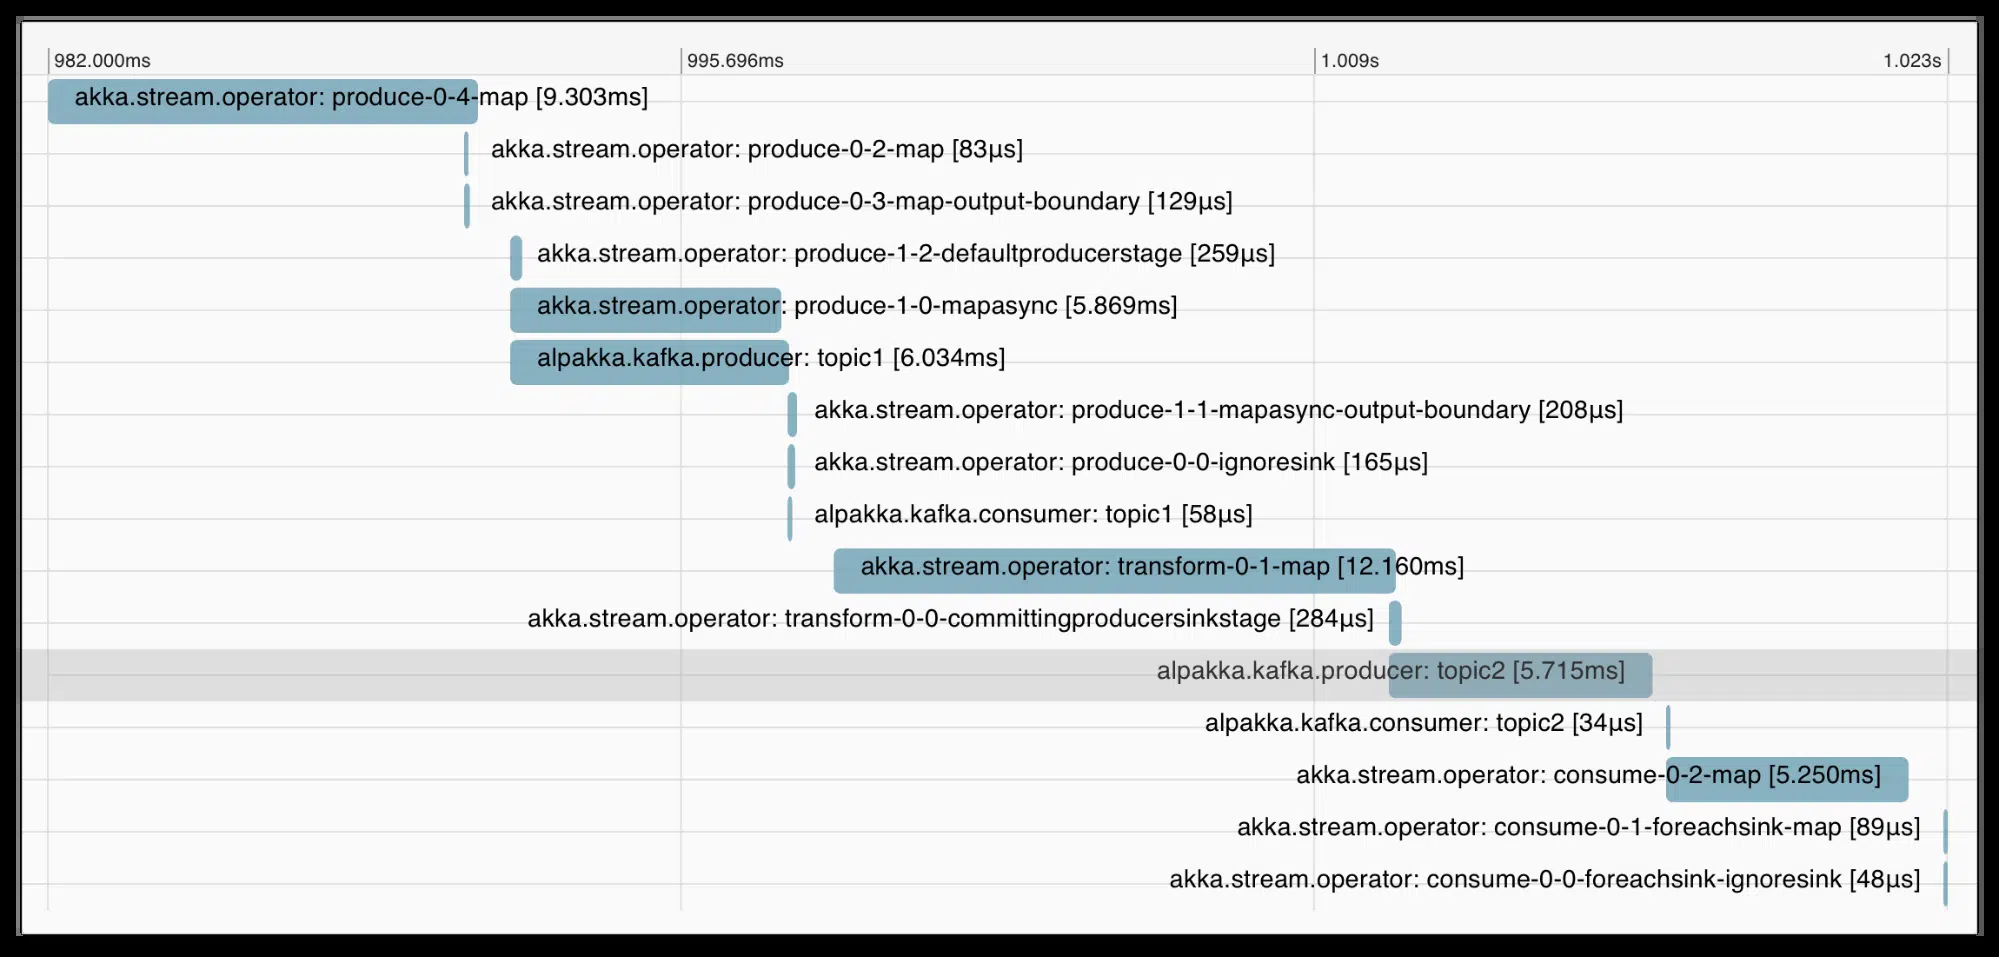 982.000ms 995.696ms 1.009s 1.023s
akka.stream.operator: produce-0-4-map [9.303ms]
akka.stream.operator: produce-0-2-map [83µs]
akka.stream.operator: produce-0-3-map-output-boundary [129µs]
akka.stream.operator: produce-1-2-defaultproducerstage [259µs]
akka.stream.operator: produce-1-0-mapasync [5.869ms]
alpakka.kafka.producer: topic1 [6.034ms]
akka.stream.operator: produce-1-1-mapasync-output-boundary [208µs]
akka.stream.operator: produce-0-0-ignoresink [165µs]
alpakka.kafka.consumer: topic1 [58µs]
akka.stream.operator: transform-0-1-map [12.160ms]
akka.stream.operator: transform-0-0-committingproducersinkstage [284µs]
alpakka.kafka.producer: topic2 [5.715ms]
alpakka.kafka.consumer: topic2 [34µs]
akka.stream.operator: consume-0-2-map [5.250ms]
akka.stream.operator: consume-0-1-foreachsink-map [89µs]
akka.stream.operator: consume-0-0-foreachsink-ignoresink [48µs]